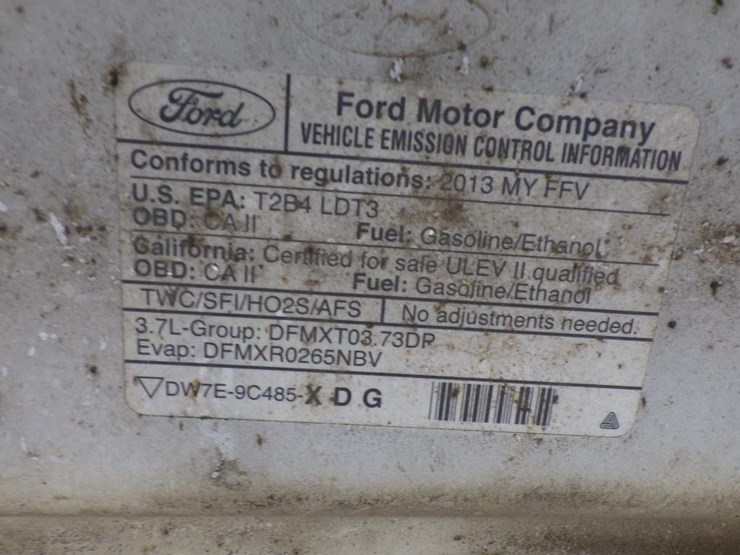 Ford
Ford Motor Company
VEHICLE EMISSION CONTROL INFORMATION
Conforms to regulations: 2013 MY FFV
U.S. EPA: T2B4 LDT3
OBD: CA II Fuel: Gasoline/Ethanol
California: Certified for sale ULEV II qualified
OBD: CA II Fuel: Gasoline/Ethanol
TWC/SFI/HO2S/AFS No adjustments needed.
3.7L-Group: DFMXT03.73DP
Evap: DFMXR0265NBV
DW7E-9C485-X D G